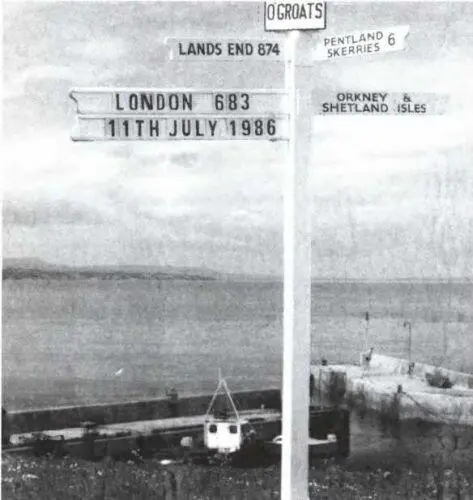 O'GROATS
LANDS END 874
PENTLAND
SKERRIES 6
LONDON 683
11TH JULY 1986
ORKNEY &
SHETLAND ISLES